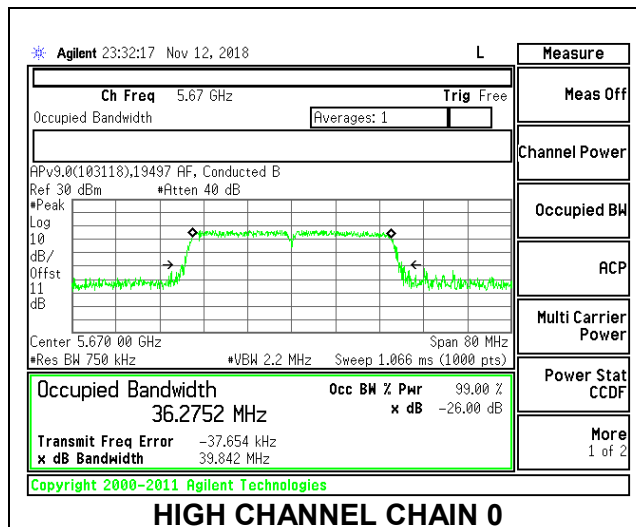 Agilent 23:32:17 Nov 12, 2018 L
Measure
Ch Freq 5.67 GHz Trig Free
Meas Off
Occupied Bandwidth Averages: 1
Channel Power
APv9.0(103118),19497 AF, Conducted B
Ref 30 dBm #Atten 40 dB
#Peak
Log
10
dB/
Offst
11
dB
Occupied BW
ACP
Multi Carrier
Power
Center 5.670 00 GHz Span 80 MHz
#Res BW 750 kHz #VBW 2.2 MHz Sweep 1.066 ms (1000 pts)
Power Stat
CCDF
Occupied Bandwidth Occ BW % Pwr 99.00 %
36.2752 MHz x dB -26.00 dB
Transmit Freq Error -37.654 kHz
x dB Bandwidth 39.842 MHz
More
1 of 2
Copyright 2000-2011 Agilent Technologies
HIGH CHANNEL CHAIN 0